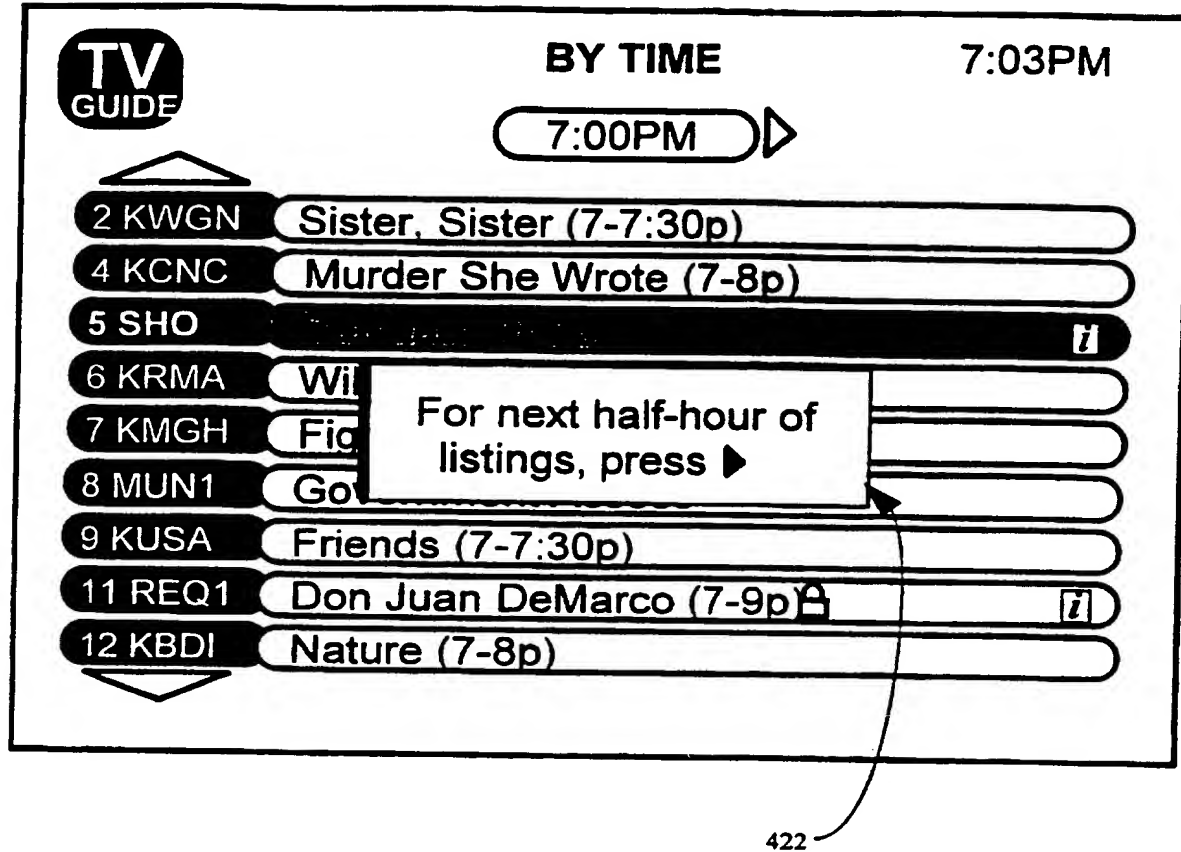 TV
GUIDE
BY TIME
7:03PM
7:00PM
2 KWGN
Sister, Sister (7-7:30p)
4 KCNC
Murder She Wrote (7-8p)
5 SHO
i
6 KRMA
7 KMGH
8 MUN1
For next half-hour of
listings, press ▶
9 KUSA
Friends (7-7:30p)
11 REQ1
Don Juan DeMarco (7-9p)
i
12 KBDI
Nature (7-8p)
422